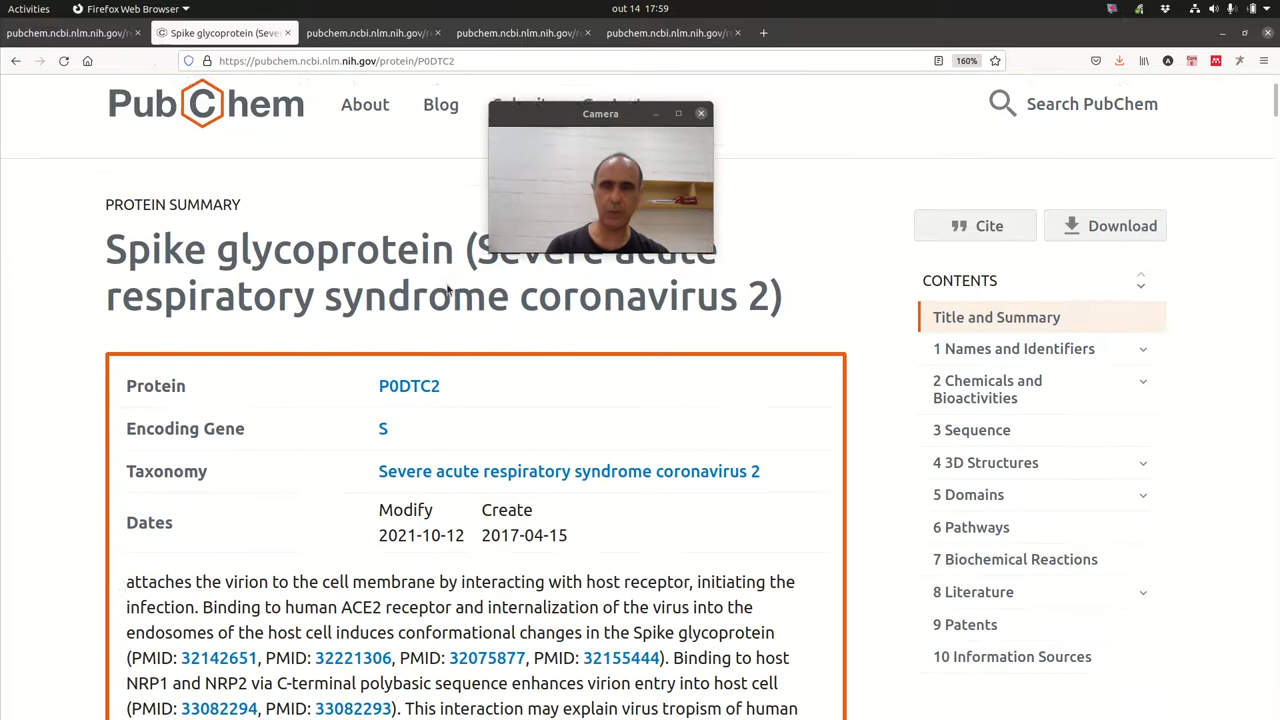 Activities
Firefox Web Browser
out 14 17:59
pubchem.ncbi.nlm.nih.gov/re
Spike glycoprotein (Seve
pubchem.ncbi.nlm.nih.gov/r
pubchem.ncbi.nlm.nih.gov/
pubchem.ncbi.nlm.nih.gov/r
https://pubchem.ncbi.nlm.nih.gov/protein/P0DTC2
160%
PubChem
About
Blog
Search PubChem
Camera
PROTEIN SUMMARY
Spike glycoprotein (Severe acute
respiratory syndrome coronavirus 2)
Cite
Download
CONTENTS
Title and Summary
1 Names and Identifiers
2 Chemicals and
Bioactivities
3 Sequence
4 3D Structures
5 Domains
6 Pathways
7 Biochemical Reactions
8 Literature
9 Patents
10 Information Sources
Protein P0DTC2
Encoding Gene S
Taxonomy Severe acute respiratory syndrome coronavirus 2
Dates
Modify Create
2021-10-12 2017-04-15
attaches the virion to the cell membrane by interacting with host receptor, initiating the
infection. Binding to human ACE2 receptor and internalization of the virus into the
endosomes of the host cell induces conformational changes in the Spike glycoprotein
(PMID: 32142651, PMID: 32221306, PMID: 32075877, PMID: 32155444). Binding to host
NRP1 and NRP2 via C-terminal polybasic sequence enhances virion entry into host cell
(PMID: 33082294, PMID: 33082293). This interaction may explain virus tropism of human